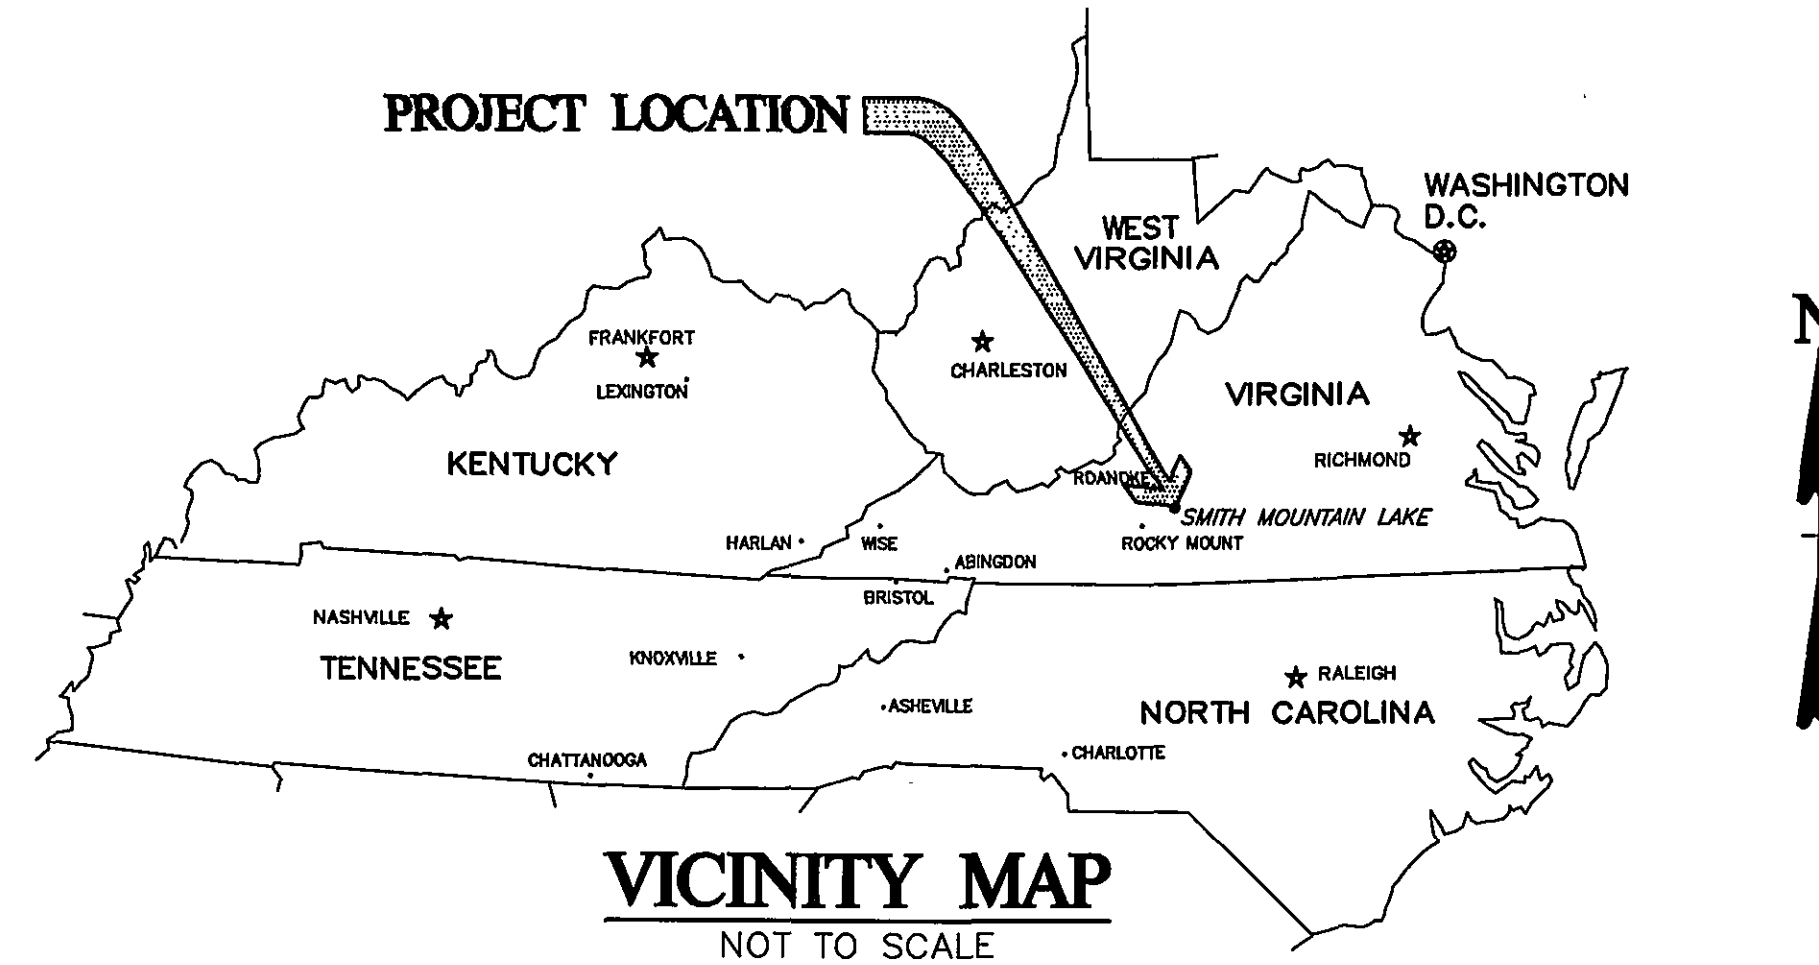 PROJECT LOCATION
WASHINGTON
D.C.
WEST
VIRGINIA
N
FRANKFORT
LEXINGTON
CHARLESTON
VIRGINIA
KENTUCKY
RICHMOND
ROANOKE
SMITH MOUNTAIN LAKE
HARLAN
WISE
ROCKY MOUNT
ABINGDON
BRISTOL
NASHVILLE
KNOXVILLE
TENNESSEE
RALEIGH
ASHEVILLE
NORTH CAROLINA
CHARLOTTE
CHATTANOOGA
VICINITY MAP
NOT TO SCALE